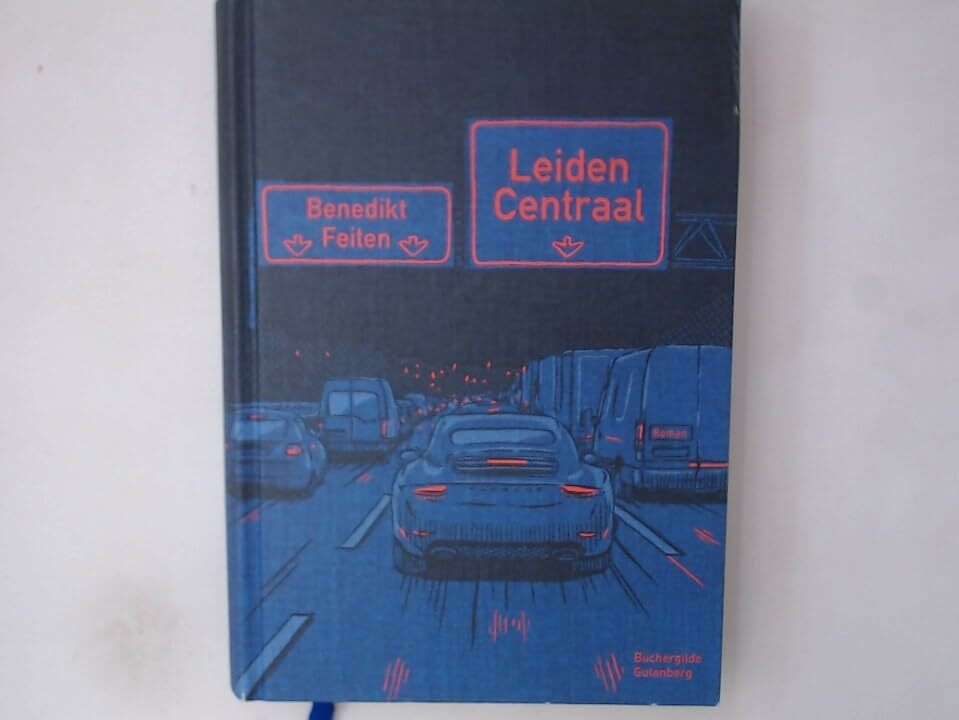 Benedikt
Feiten
Leiden
Centraal
Roman
Büchergilde
Gutenberg